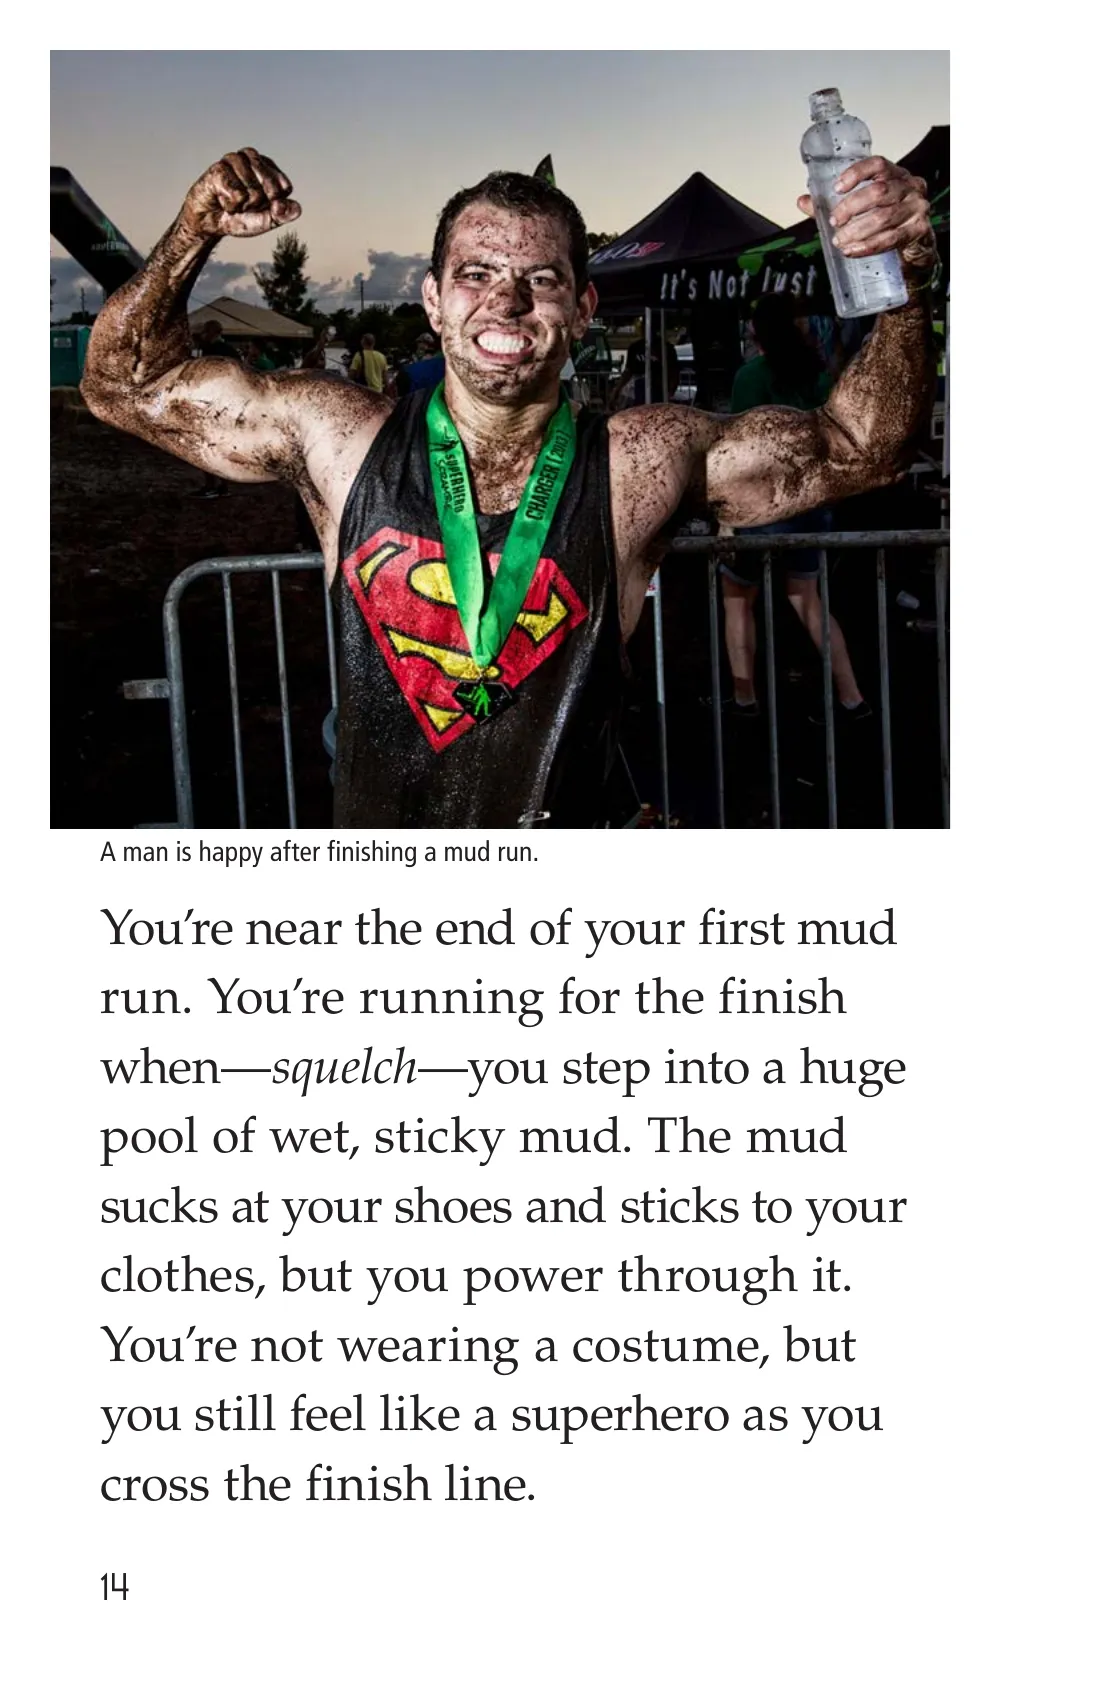 It's Not Just
SUPERHERO
SCRAMBLE
CHARGER [2013]
A man is happy after finishing a mud run.
You’re near the end of your first mud
run. You’re running for the finish
when—squelch—you step into a huge
pool of wet, sticky mud. The mud
sucks at your shoes and sticks to your
clothes, but you power through it.
You’re not wearing a costume, but
you still feel like a superhero as you
cross the finish line.
14